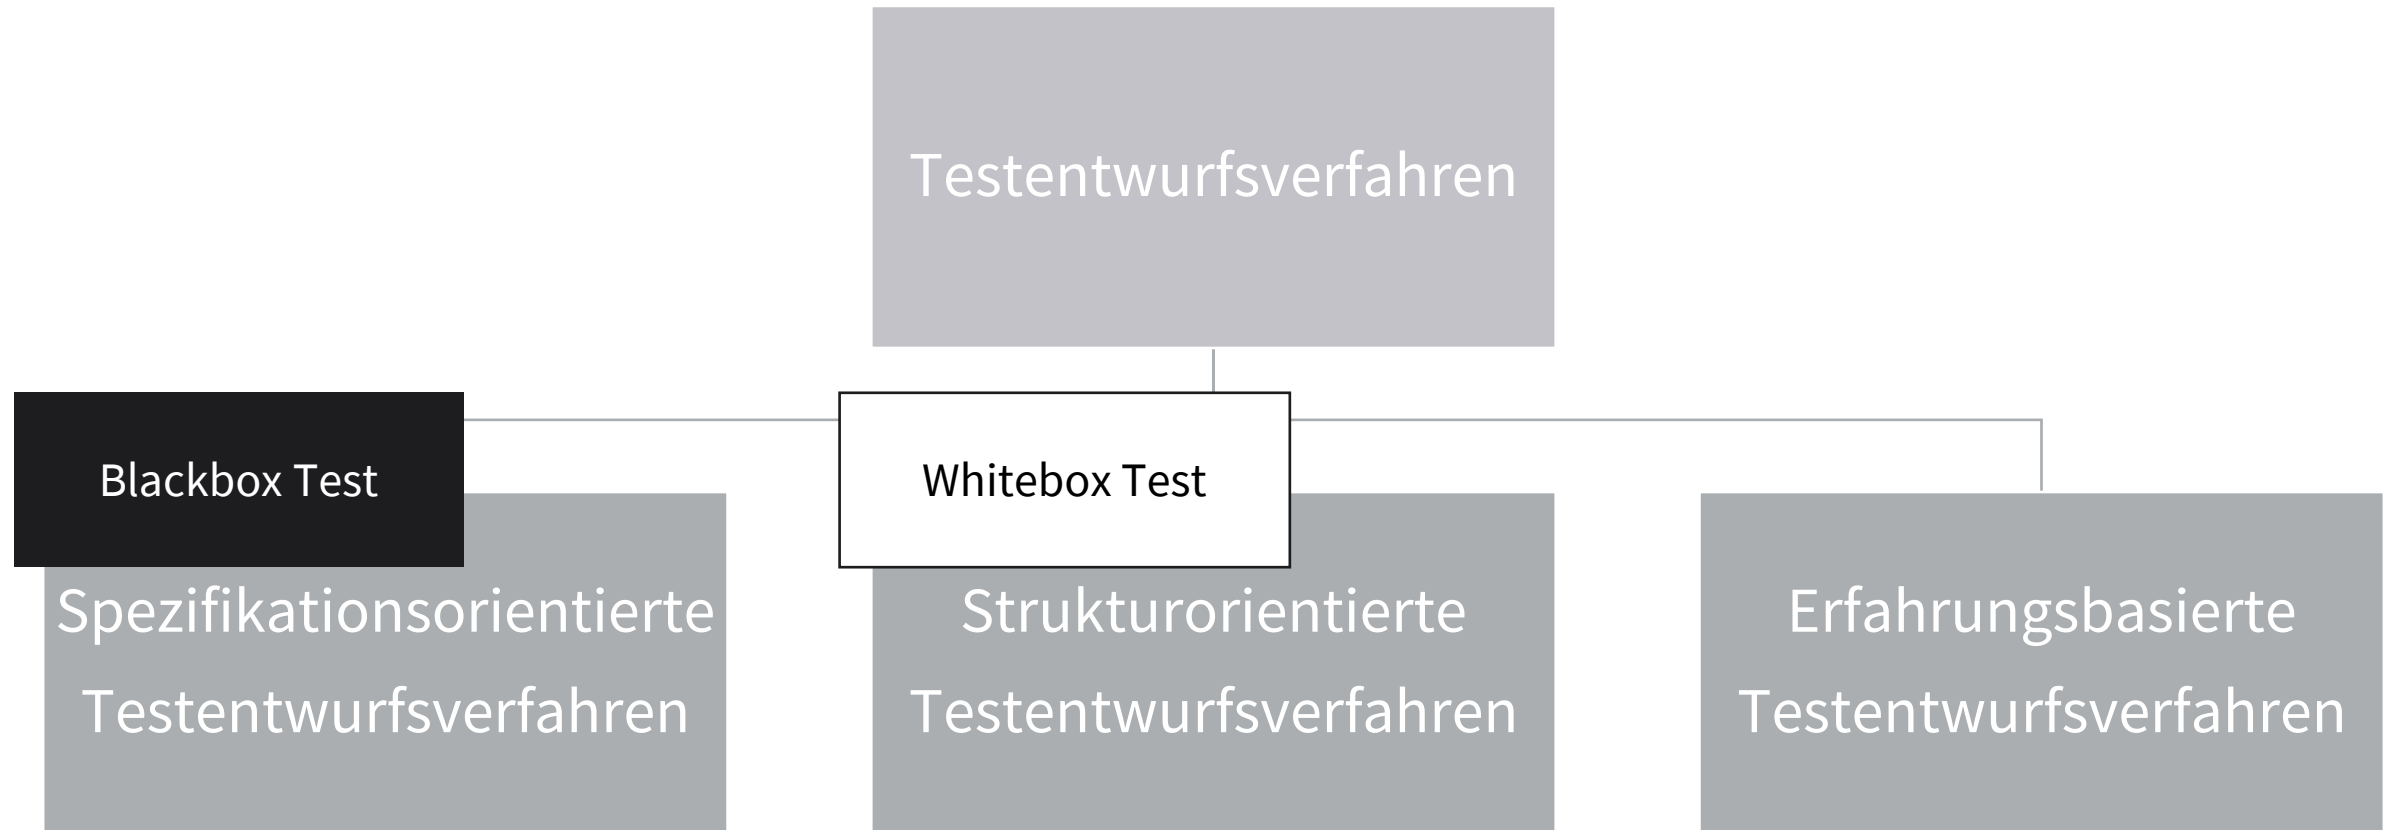 Testentwurfsverfahren
Blackbox Test
Whitebox Test
Spezifikationsorientierte
Testentwurfsverfahren
Strukturorientierte
Testentwurfsverfahren
Erfahrungsbasierte
Testentwurfsverfahren